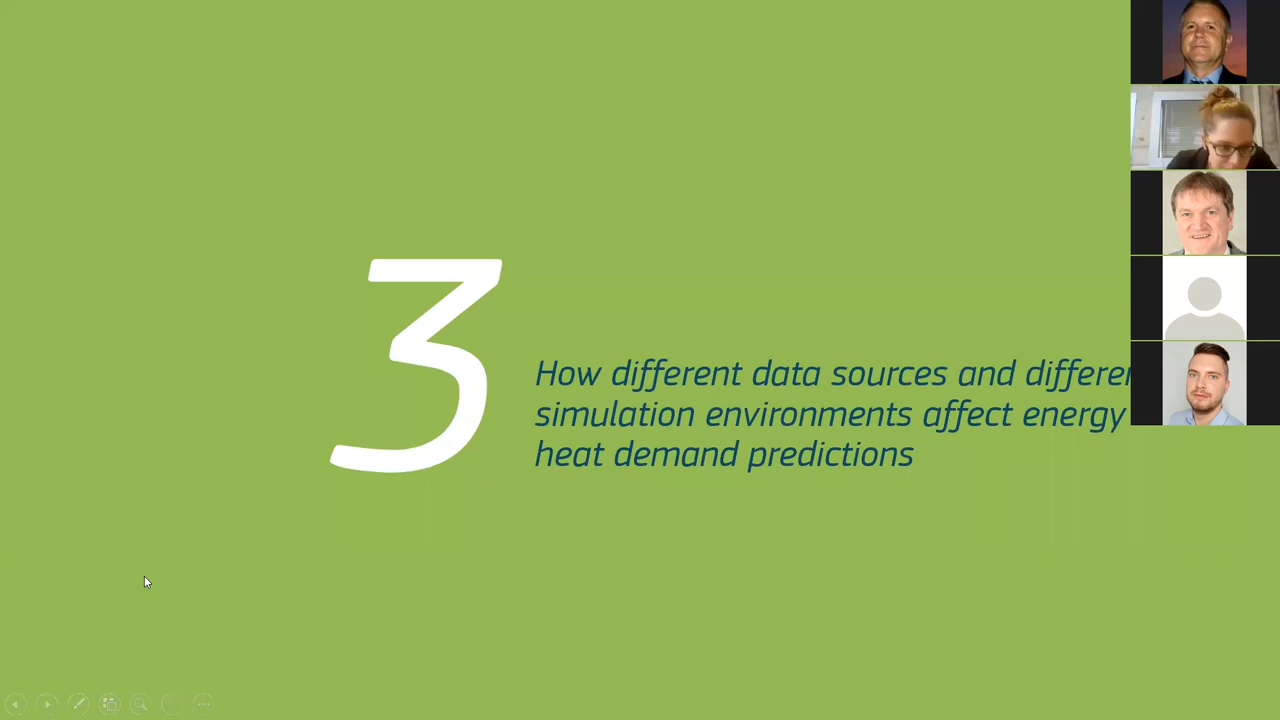 3
How different data sources and differen
simulation environments affect energy
heat demand predictions